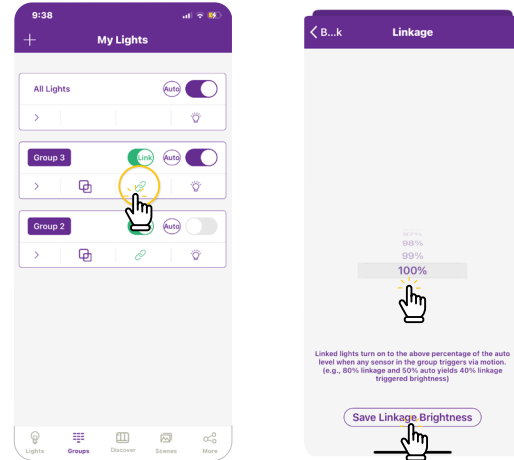 9:38
My Lights
All Lights
Auto
Group 3
Link
Auto
Group 2
Auto
Lights
Groups
Discover
Scenes
More
B...k
Linkage
98%
99%
100%
Linked lights turn on to the above percentage of the auto
level when any sensor in the group triggers via motion.
(e.g., 80% linkage and 50% auto yields 40% linkage
triggered brightness)
Save Linkage Brightness